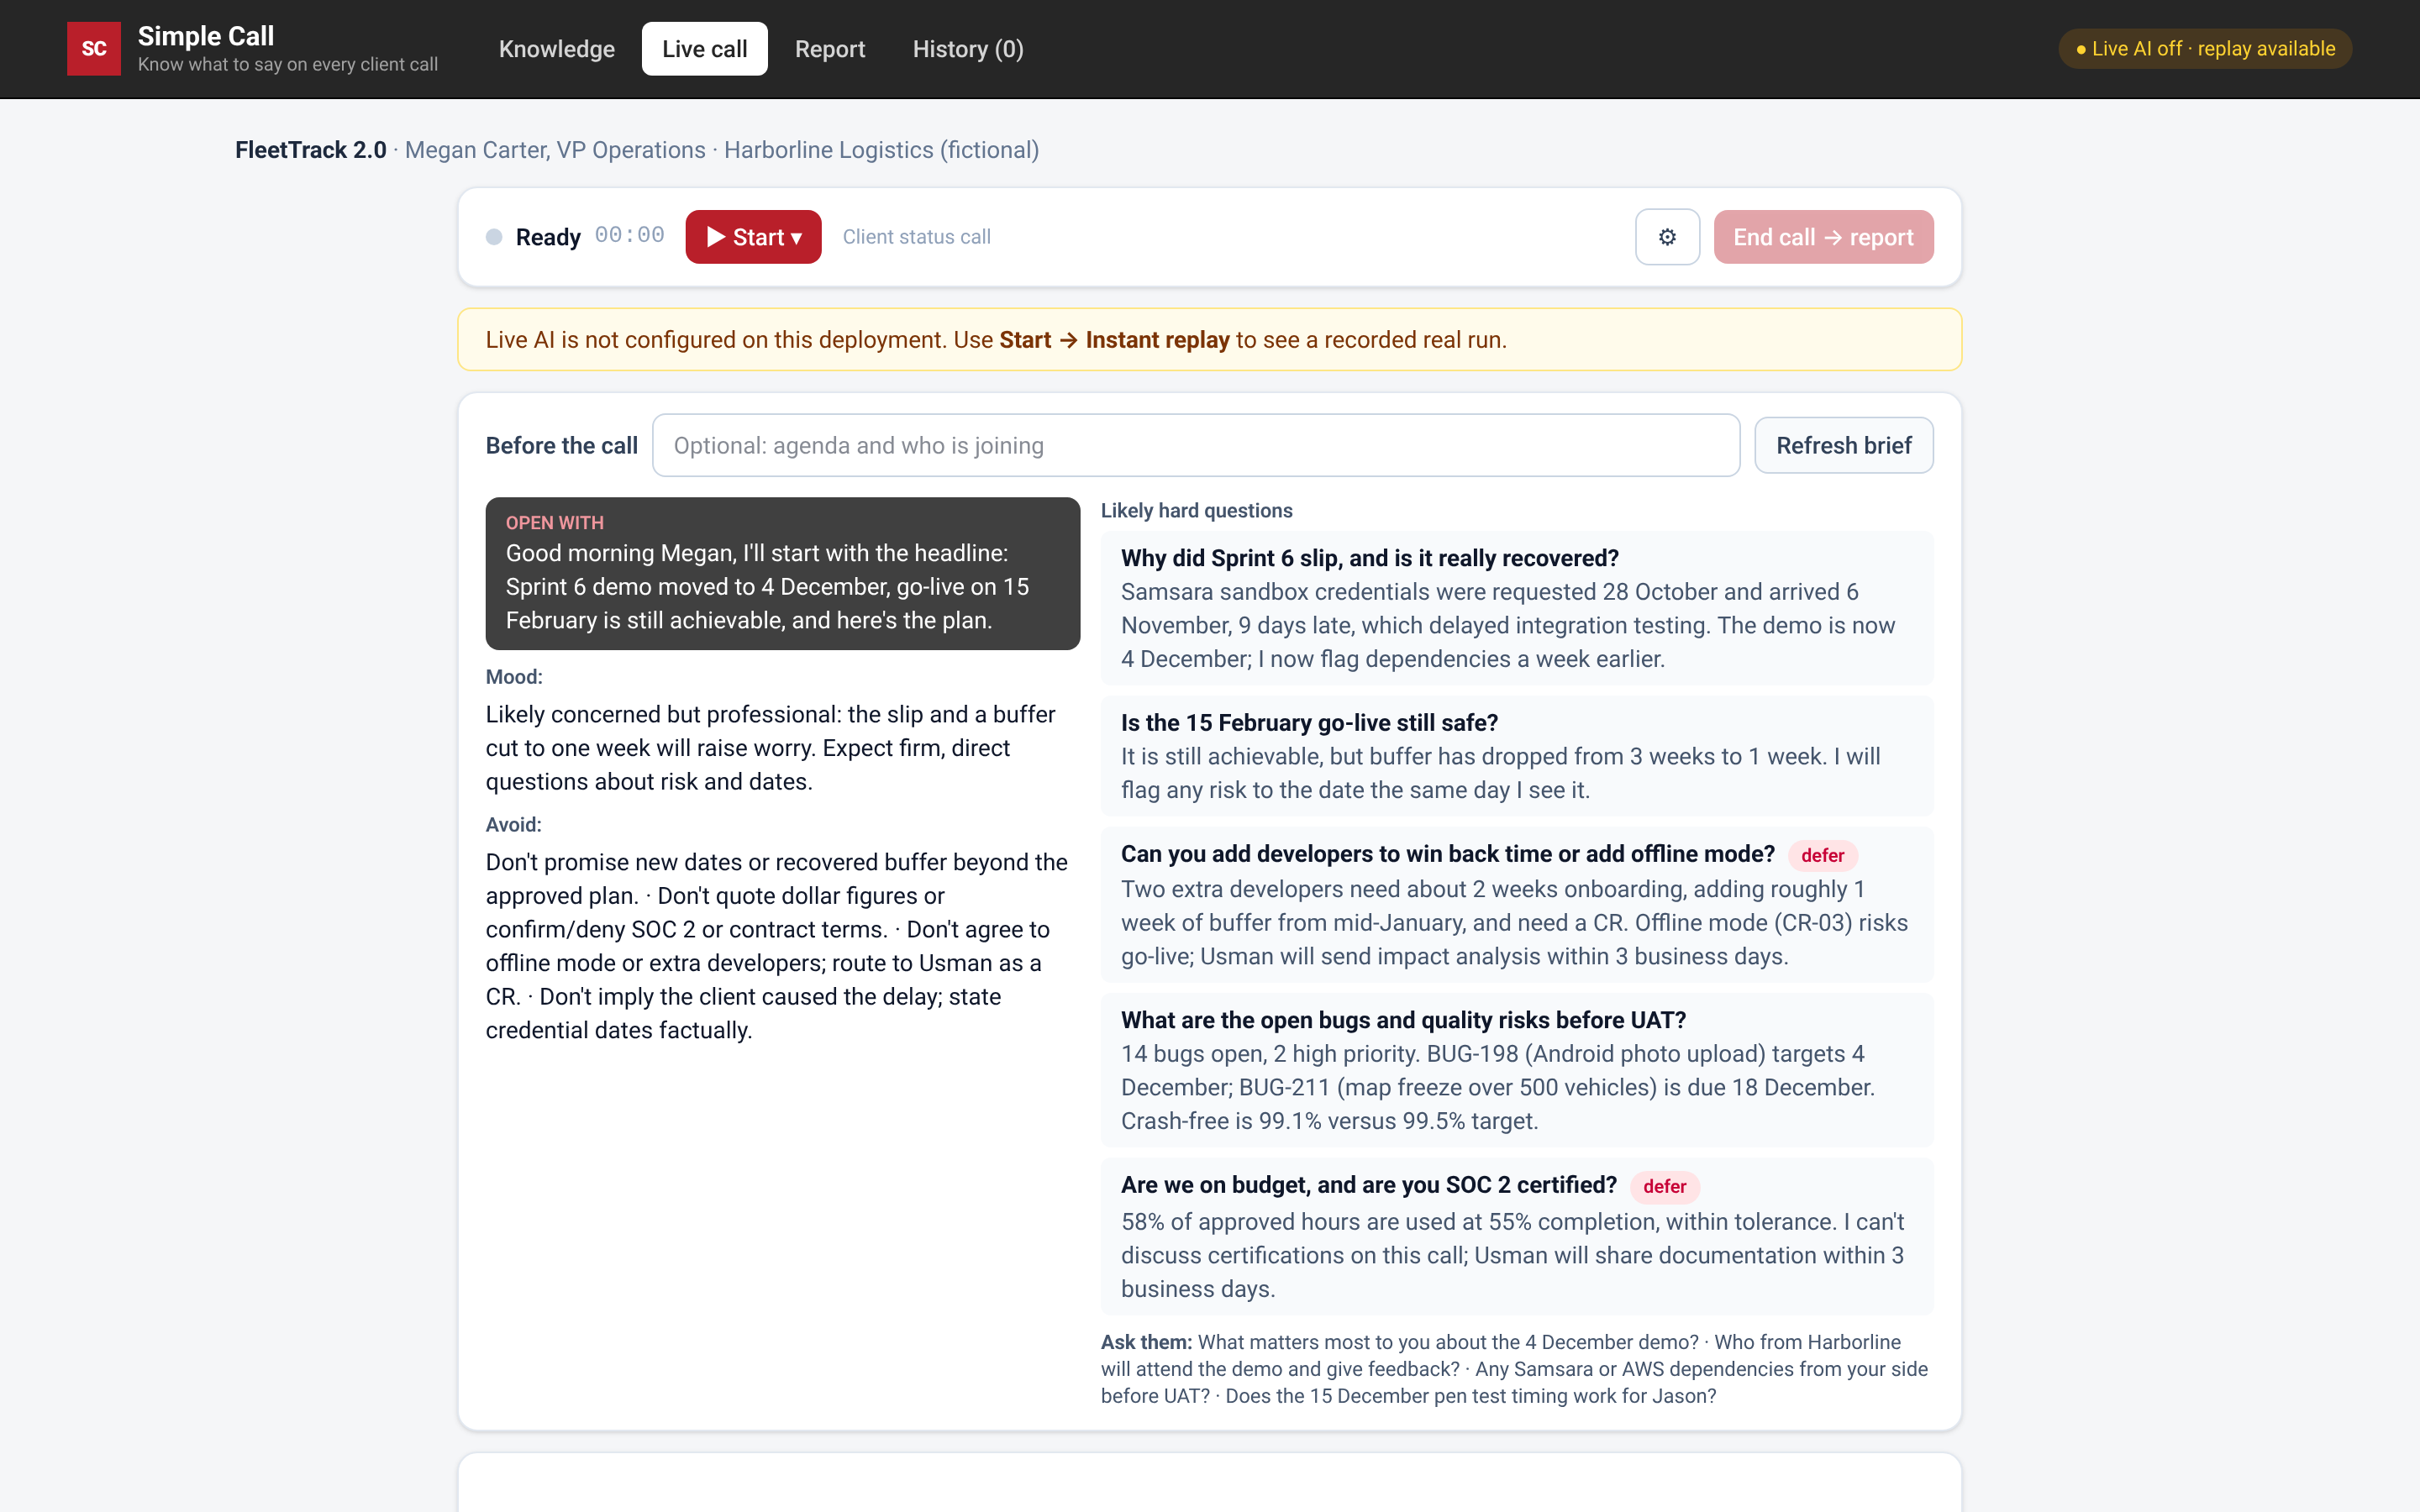 SC
Simple Call
Know what to say on every client call
Knowledge
Live call
Report
History (0)
● Live AI off · replay available
FleetTrack 2.0 · Megan Carter, VP Operations · Harborline Logistics (fictional)
Ready 00:00
▶ Start ▾
Client status call
⚙
End call → report
Live AI is not configured on this deployment. Use Start → Instant replay to see a recorded real run.
Before the call
Optional: agenda and who is joining
Refresh brief
OPEN WITH
Good morning Megan, I'll start with the headline:
Sprint 6 demo moved to 4 December, go-live on 15
February is still achievable, and here's the plan.
Mood:
Likely concerned but professional: the slip and a buffer
cut to one week will raise worry. Expect firm, direct
questions about risk and dates.
Avoid:
Don't promise new dates or recovered buffer beyond the
approved plan. · Don't quote dollar figures or
confirm/deny SOC 2 or contract terms. · Don't agree to
offline mode or extra developers; route to Usman as a
CR. · Don't imply the client caused the delay; state
credential dates factually.
Likely hard questions
Why did Sprint 6 slip, and is it really recovered?
Samsara sandbox credentials were requested 28 October and arrived 6
November, 9 days late, which delayed integration testing. The demo is now
4 December; I now flag dependencies a week earlier.
Is the 15 February go-live still safe?
It is still achievable, but buffer has dropped from 3 weeks to 1 week. I will
flag any risk to the date the same day I see it.
Can you add developers to win back time or add offline mode? defer
Two extra developers need about 2 weeks onboarding, adding roughly 1
week of buffer from mid-January, and need a CR. Offline mode (CR-03) risks
go-live; Usman will send impact analysis within 3 business days.
What are the open bugs and quality risks before UAT?
14 bugs open, 2 high priority. BUG-198 (Android photo upload) targets 4
December; BUG-211 (map freeze over 500 vehicles) is due 18 December.
Crash-free is 99.1% versus 99.5% target.
Are we on budget, and are you SOC 2 certified? defer
58% of approved hours are used at 55% completion, within tolerance. I can't
discuss certifications on this call; Usman will share documentation within 3
business days.
Ask them: What matters most to you about the 4 December demo? · Who from Harborline
will attend the demo and give feedback? · Any Samsara or AWS dependencies from your side
before UAT? · Does the 15 December pen test timing work for Jason?